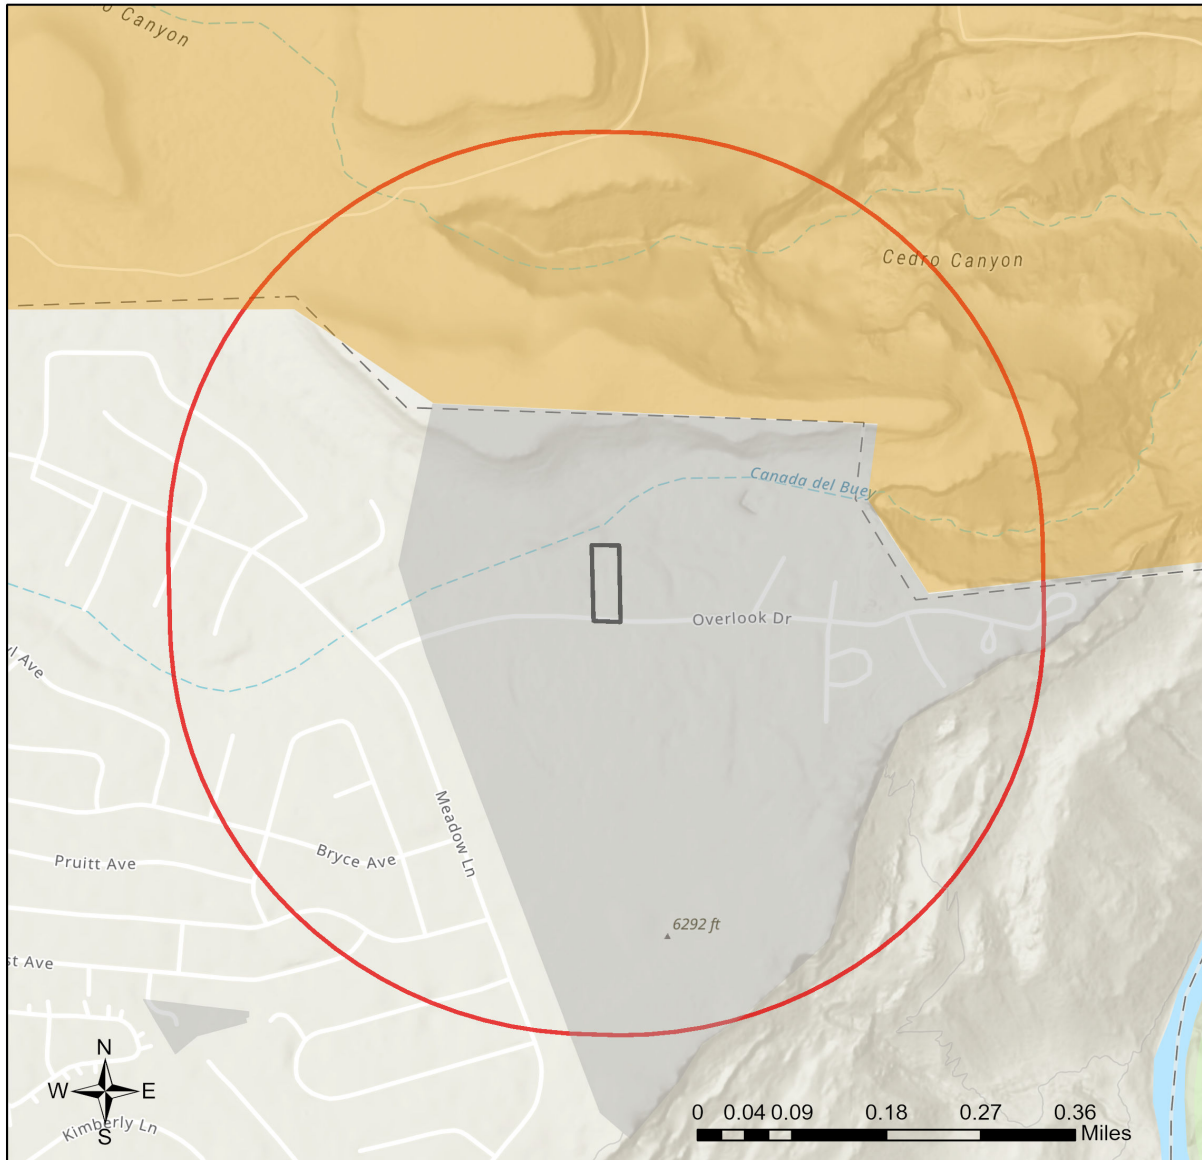 Canyon
Cedro Canyon
Canada del Buey
Overlook Dr
Ave
Meadow Ln
Bryce Ave
Pruitt Ave
6292 ft
Ave
N
W E
S
Kimberly Ln
0 0.04 0.09 0.18 0.27 0.36
Miles